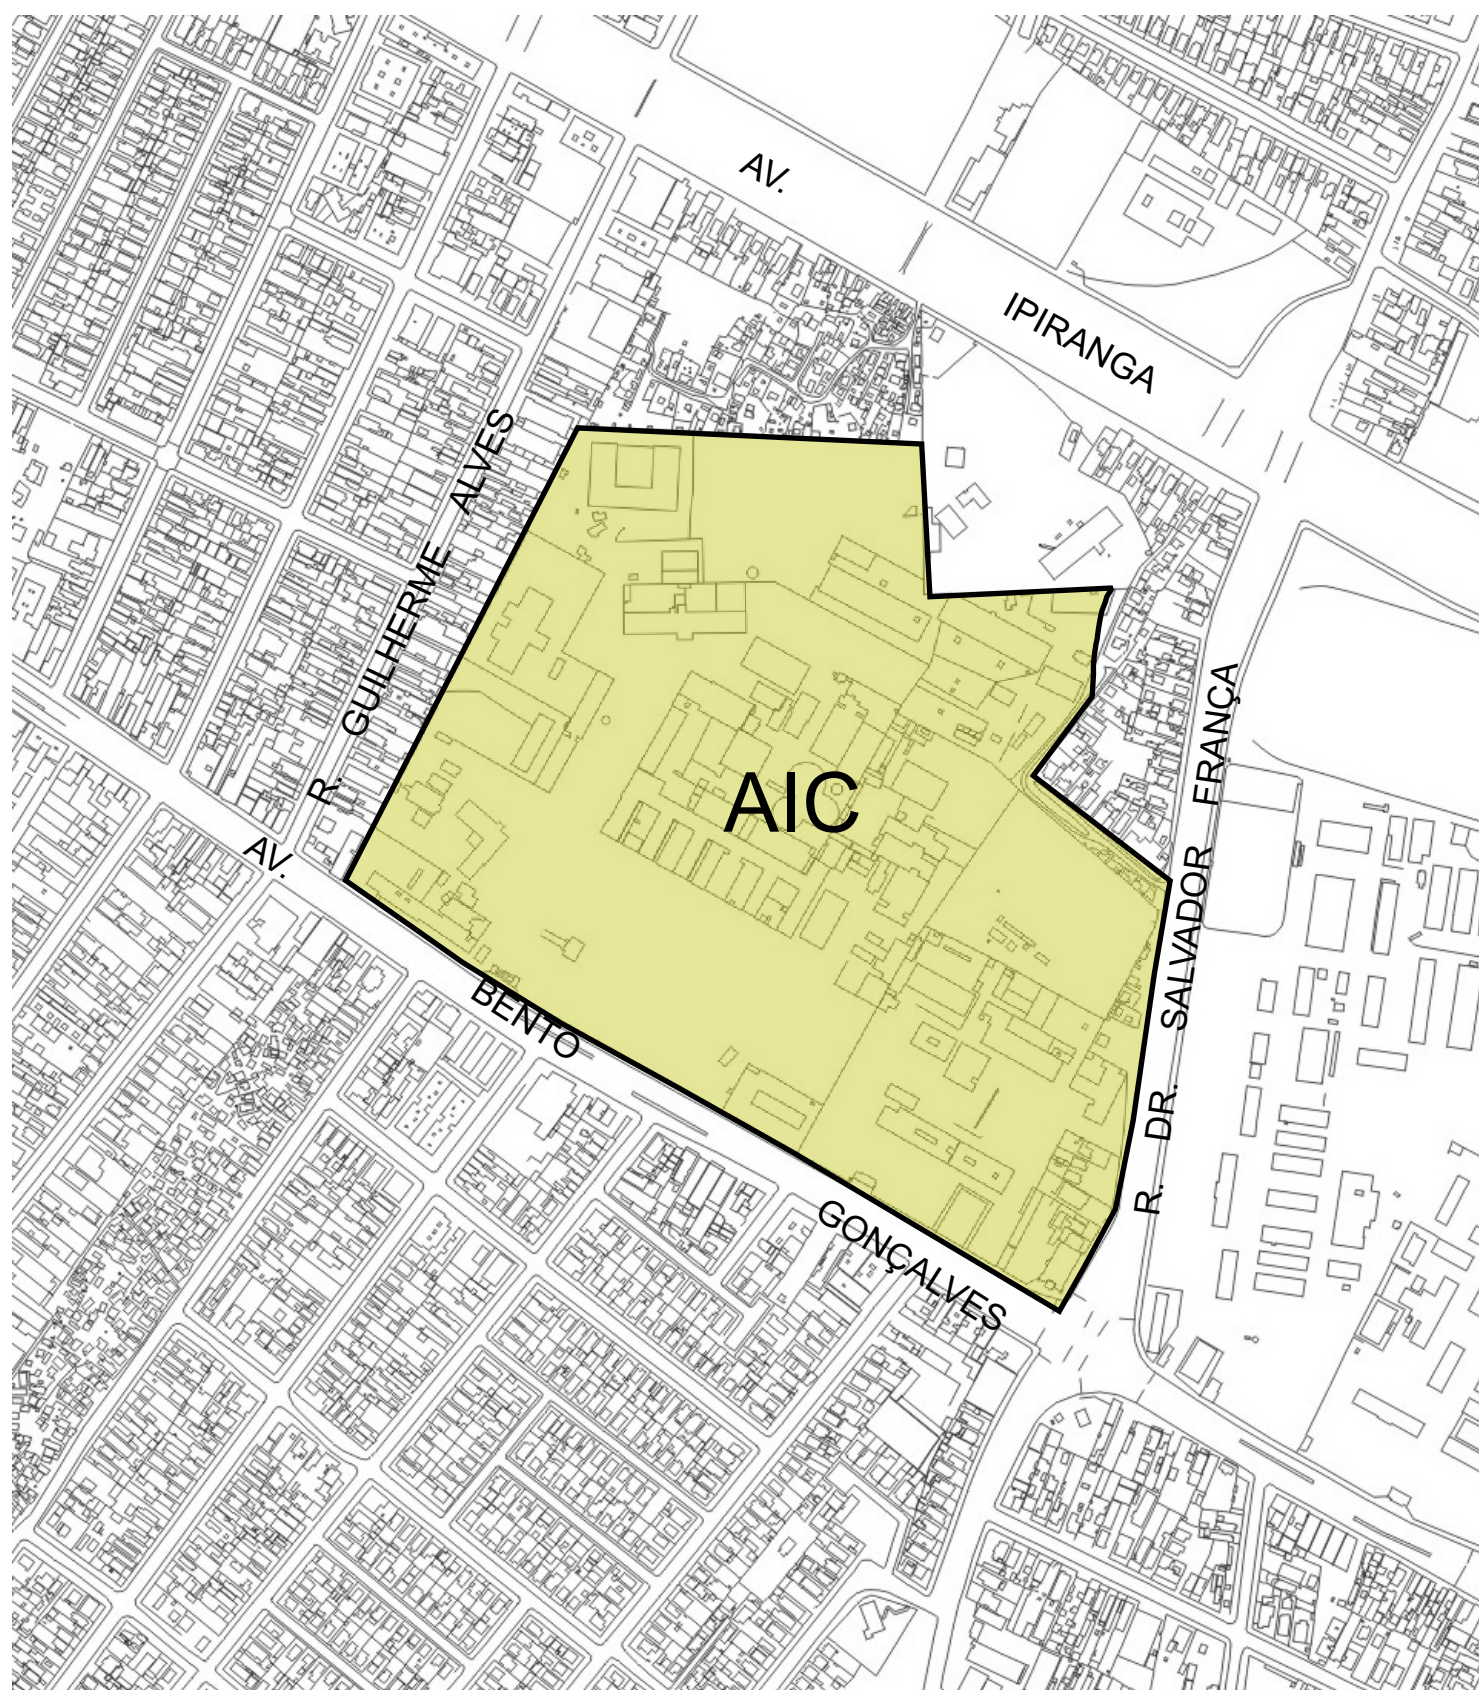 AV. IPIRANGA
R. GUILHERME ALVES
AIC
R. DR. SALVADOR FRANÇA
AV. BENTO GONÇALVES